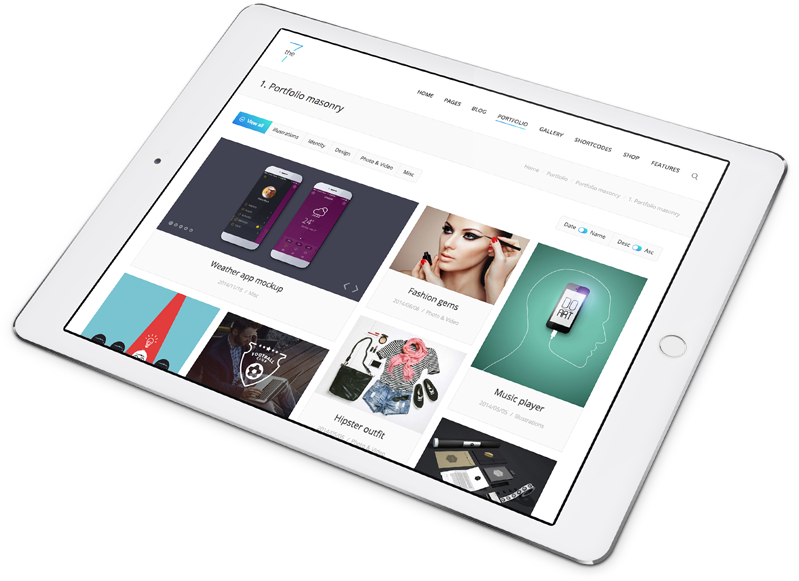 the 7
HOME PAGES BLOG PORTFOLIO GALLERY SHORTCODES SHOP FEATURES
1. Portfolio masonry
Home / Portfolio / Portfolio masonry / 1. Portfolio masonry
View all Illustrations Identity Design Photo & Video Misc
Date Name Desc Asc
24°
Weather app mockup
2014/11/16 / Misc
Fashion gems
2014/06/06 / Photo & Video
DO
ART
Music player
2014/05/05 / Illustrations
FOOTBALL
CLUB
Hipster outfit